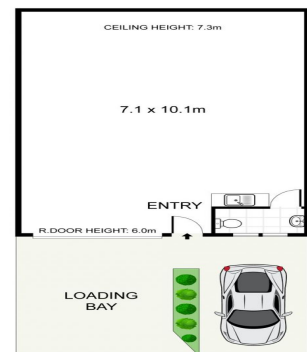 CEILING HEIGHT: 7.3m
7.1 x 10.1m
ENTRY
R.DOOR HEIGHT: 6.0m
LOADING
BAY